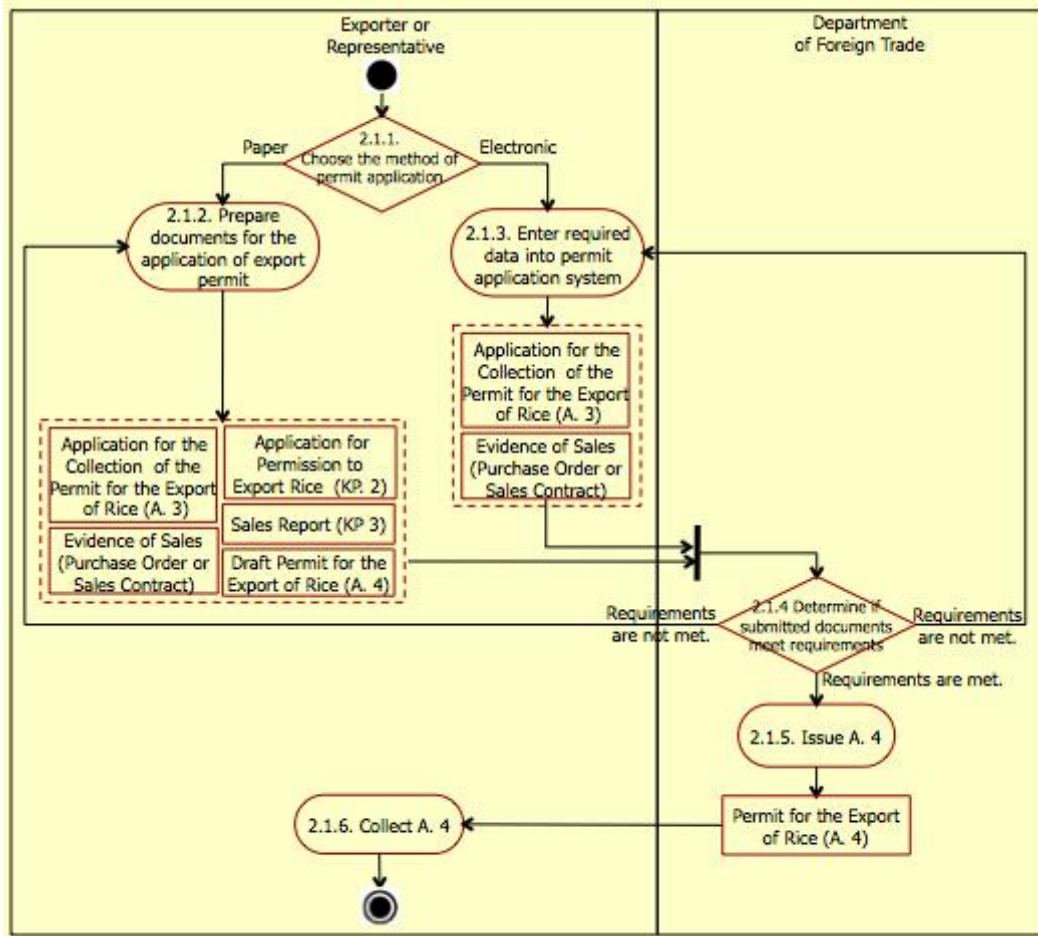 Exporter or
Representative
Department
of Foreign Trade
2.1.1.
Choose the method of
permit application
Paper
Electronic
2.1.2. Prepare
documents for the
application of export
permit
2.1.3. Enter required
data into permit
application system
Application for the
Collection of the
Permit for the Export
of Rice (A. 3)
Evidence of Sales
(Purchase Order or
Sales Contract)
Application for the
Collection of the
Permit for the Export
of Rice (A. 3)
Application for
Permission to
Export Rice (KP. 2)
Sales Report (KP 3)
Evidence of Sales
(Purchase Order or
Sales Contract)
Draft Permit for the
Export of Rice (A. 4)
2.1.4 Determine if
submitted documents
meet requirements
Requirements
are not met.
Requirements
are not met.
Requirements are met.
2.1.5. Issue A. 4
Permit for the Export
of Rice (A. 4)
2.1.6. Collect A. 4